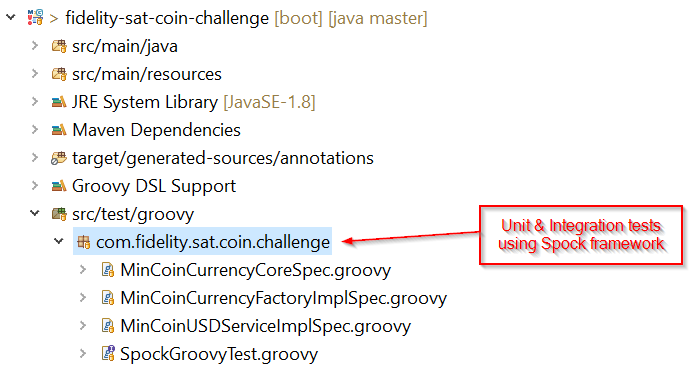 > fidelity-sat-coin-challenge [boot] [java master]
src/main/java
src/main/resources
JRE System Library [JavaSE-1.8]
Maven Dependencies
target/generated-sources/annotations
Groovy DSL Support
src/test/groovy
com.fidelity.sat.coin.challenge
MinCoinCurrencyCoreSpec.groovy
MinCoinCurrencyFactoryImplSpec.groovy
MinCoinUSDServiceImplSpec.groovy
SpockGroovyTest.groovy
Unit & Integration tests
using Spock framework